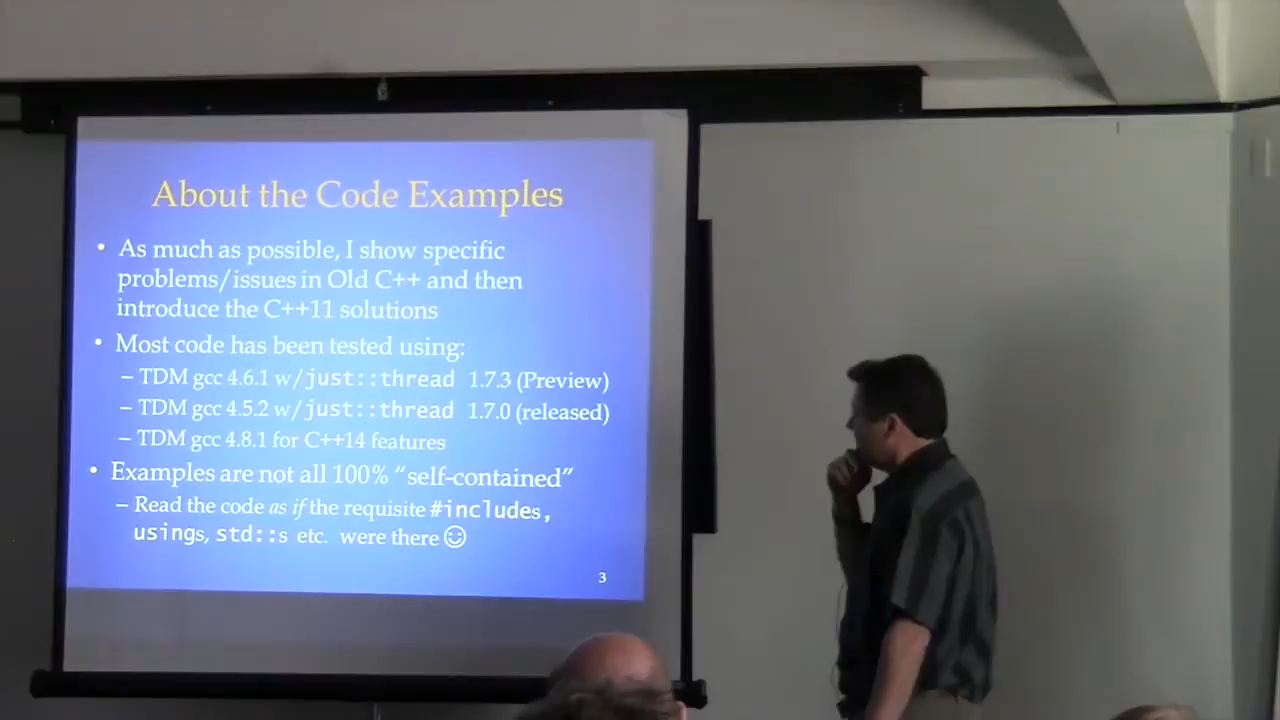 About the Code Examples
• As much as possible, I show specific
problems/issues in Old C++ and then
introduce the C++11 solutions
• Most code has been tested using:
– TDM gcc 4.6.1 w/just::thread 1.7.3 (Preview)
– TDM gcc 4.5.2 w/just::thread 1.7.0 (released)
– TDM gcc 4.8.1 for C++14 features
• Examples are not all 100% “self-contained”
– Read the code as if the requisite #includes,
usings, std::s etc. were there ☺
3